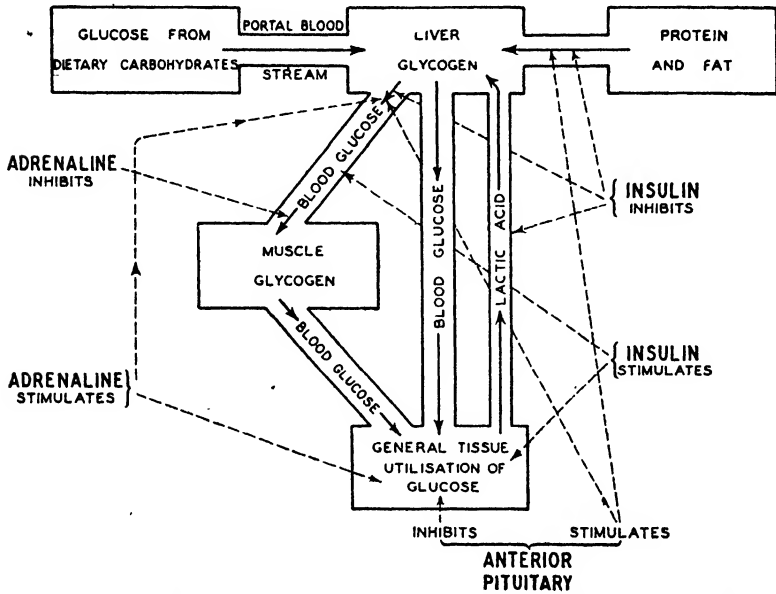 PORTAL BLOOD
GLUCOSE FROM
DIETARY CARBOHYDRATES
STREAM
LIVER
GLYCOGEN
PROTEIN
AND FAT
ADRENALINE
INHIBITS
BLOOD GLUCOSE
BLOOD GLUCOSE
LACTIC ACID
INSULIN
INHIBITS
MUSCLE
GLYCOGEN
BLOOD GLUCOSE
ADRENALINE
STIMULATES
INSULIN
STIMULATES
GENERAL TISSUE
UTILISATION OF
GLUCOSE
INHIBITS
STIMULATES
ANTERIOR
PITUITARY